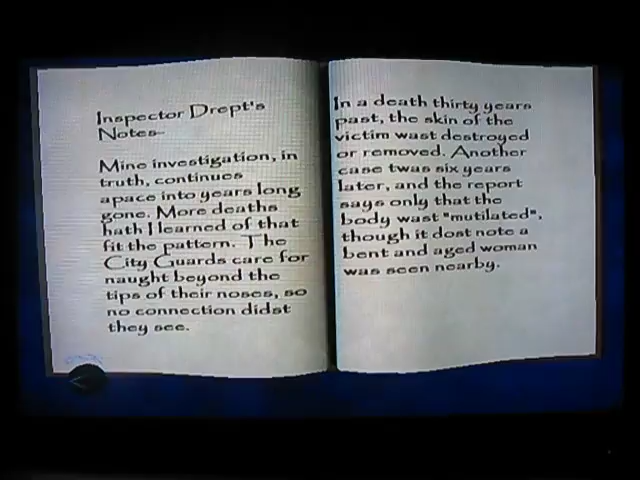 Inspector Drept's
Notes-
Mine investigation, in
truth, continues
apace into years long
gone. More deaths
hath I learned of that
fit the pattern. The
City Guards care for
naught beyond the
tips of their noses, so
no connection didst
they see.
In a death thirty years
past, the skin of the
victim wast destroyed
or removed. Another
case twas six years
later, and the report
says only that the
body wast "mutilated",
though it dost note a
bent and aged woman
was seen nearby.